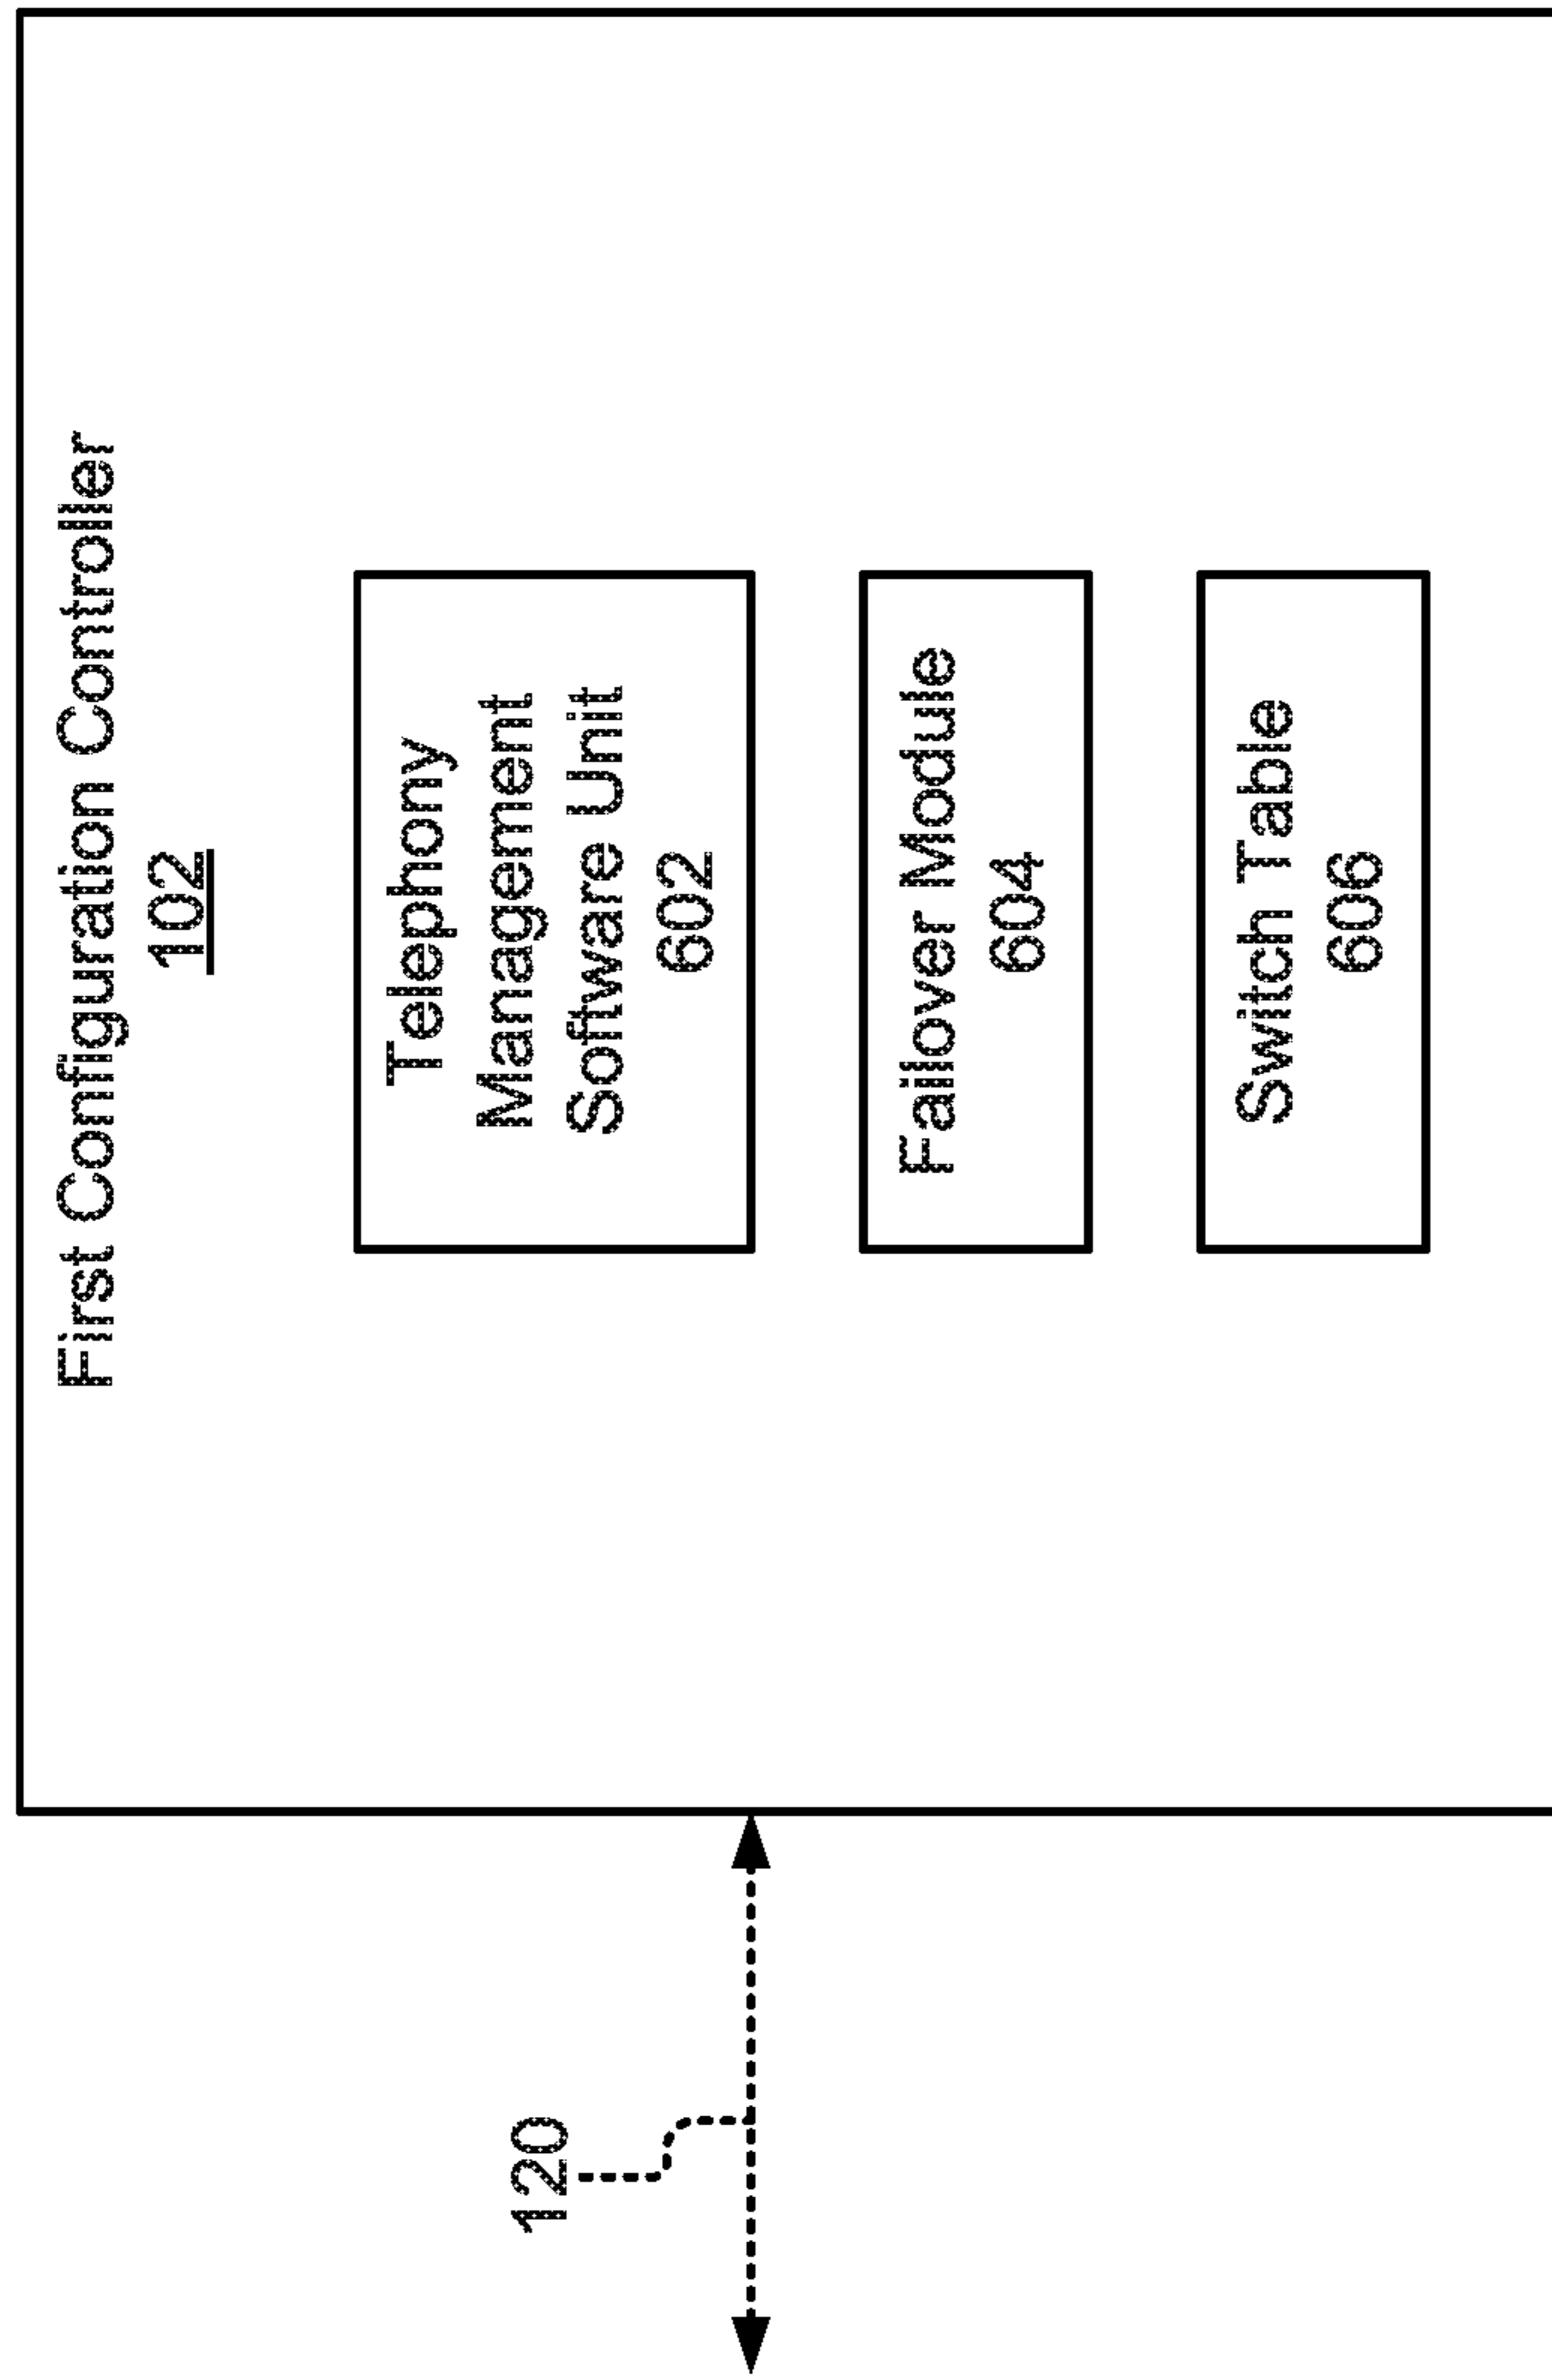 First Configuration Controller
102
Telephony
Management
Software Unit
602
Failover Module
604
Switch Table
606
120